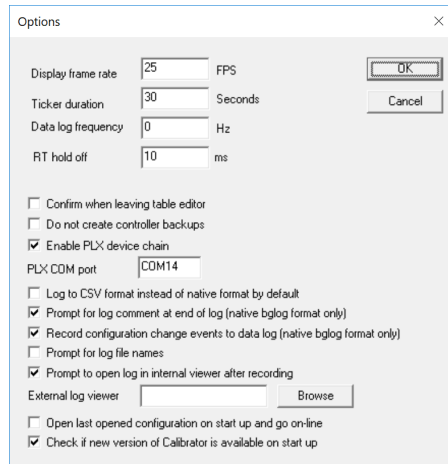 Options
Display frame rate 25 FPS OK
Ticker duration 30 Seconds Cancel
Data log frequency 0 Hz
RT hold off 10 ms
Confirm when leaving table editor
Do not create controller backups
Enable PLX device chain
PLX COM port COM14
Log to CSV format instead of native format by default
Prompt for log comment at end of log (native bglog format only)
Record configuration change events to data log (native bglog format only)
Prompt for log file names
Prompt to open log in internal viewer after recording
External log viewer Browse
Open last opened configuration on start up and go on-line
Check if new version of Calibrator is available on start up